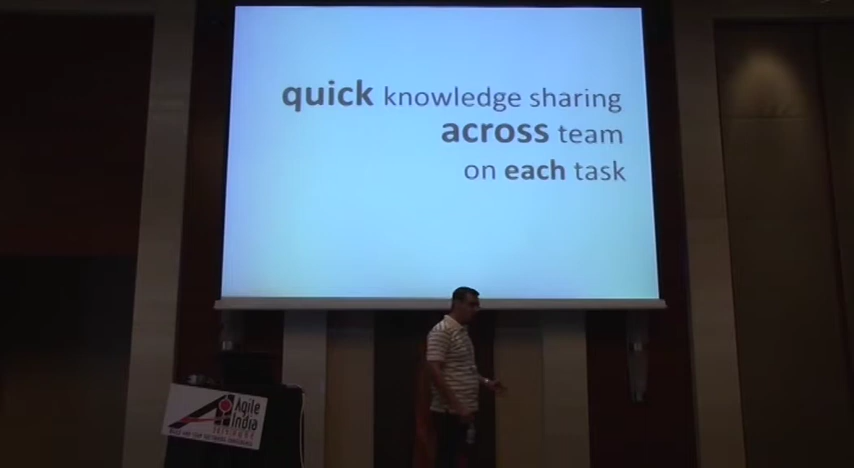 quick knowledge sharing
across team
on each task
Agile
India